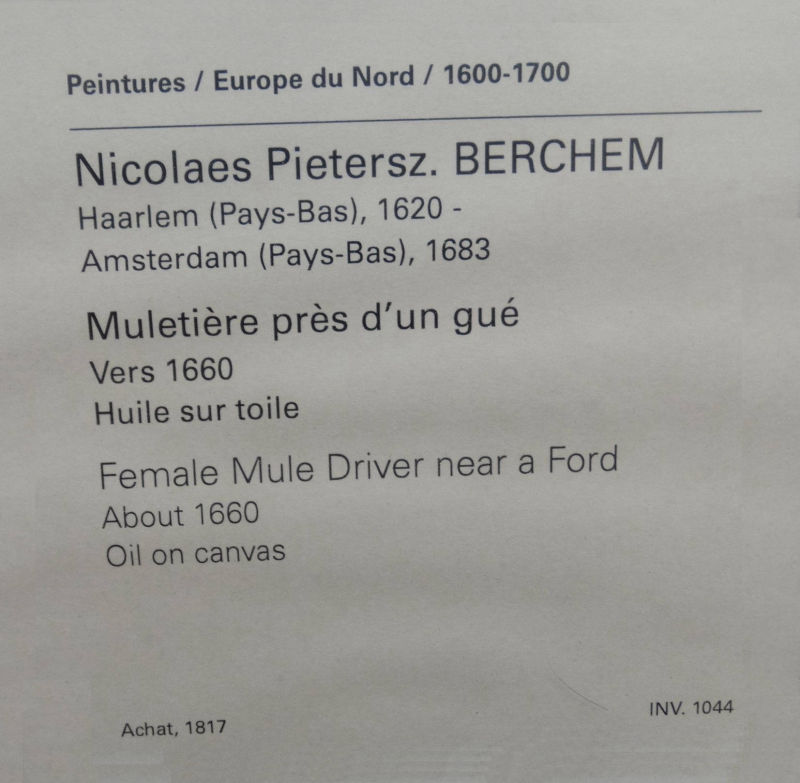 Peintures / Europe du Nord / 1600-1700
Nicolaes Pietersz. BERCHEM
Haarlem (Pays-Bas), 1620 -
Amsterdam (Pays-Bas), 1683
Muletière près d'un gué
Vers 1660
Huile sur toile
Female Mule Driver near a Ford
About 1660
Oil on canvas
Achat, 1817
INV. 1044